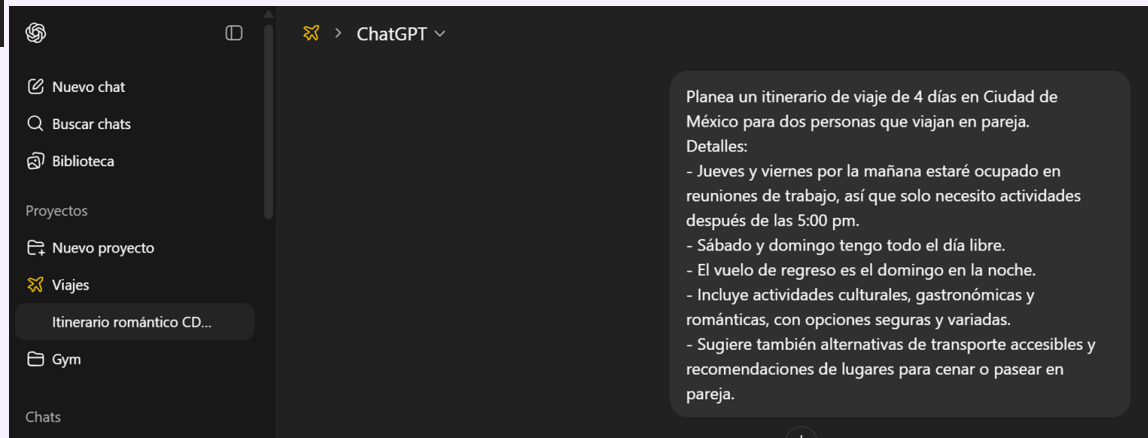 ChatGPT
Nuevo chat
Buscar chats
Biblioteca
Proyectos
Nuevo proyecto
Viajes
Itinerario romántico CD...
Gym
Chats
Planea un itinerario de viaje de 4 días en Ciudad de
México para dos personas que viajan en pareja.
Detalles:
- Jueves y viernes por la mañana estaré ocupado en
reuniones de trabajo, así que solo necesito actividades
después de las 5:00 pm.
- Sábado y domingo tengo todo el día libre.
- El vuelo de regreso es el domingo en la noche.
- Incluye actividades culturales, gastronómicas y
románticas, con opciones seguras y variadas.
- Sugiere también alternativas de transporte accesibles y
recomendaciones de lugares para cenar o pasear en
pareja.